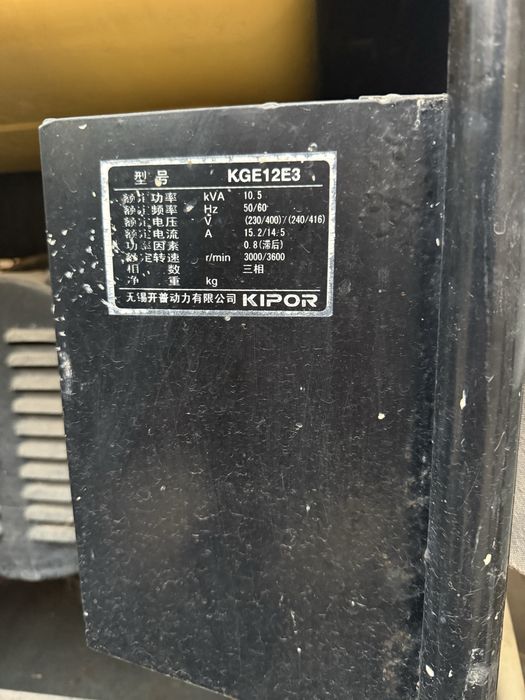 型号 KGE12E3
额定功率 kVA 10.5
额定频率 Hz 50/60
额定电压 V (230/400)/(240/416)
额定电流 A 15.2/14.5
功率因素 0.8(滞后)
额定转速 r/min 3000/3600
相数 三相
净重 kg
无锡开普动力有限公司 KIPOR